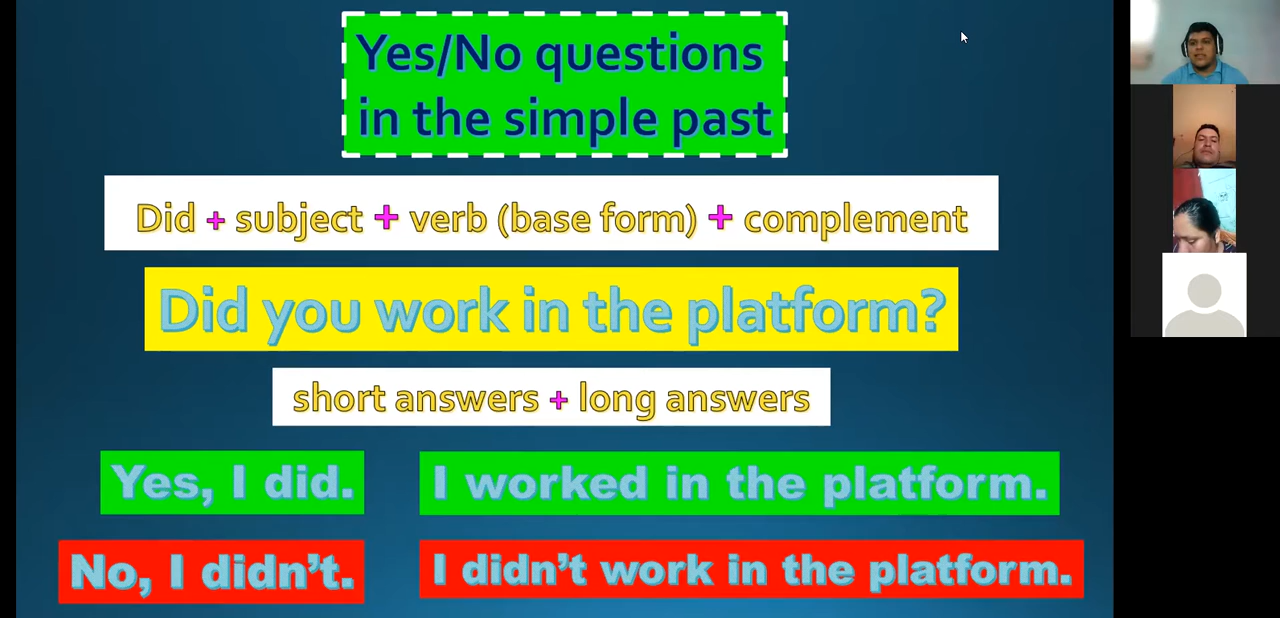 Yes/No questions
in the simple past
Did + subject + verb (base form) + complement
Did you work in the platform?
short answers + long answers
Yes, I did.
I worked in the platform.
No, I didn't.
I didn't work in the platform.